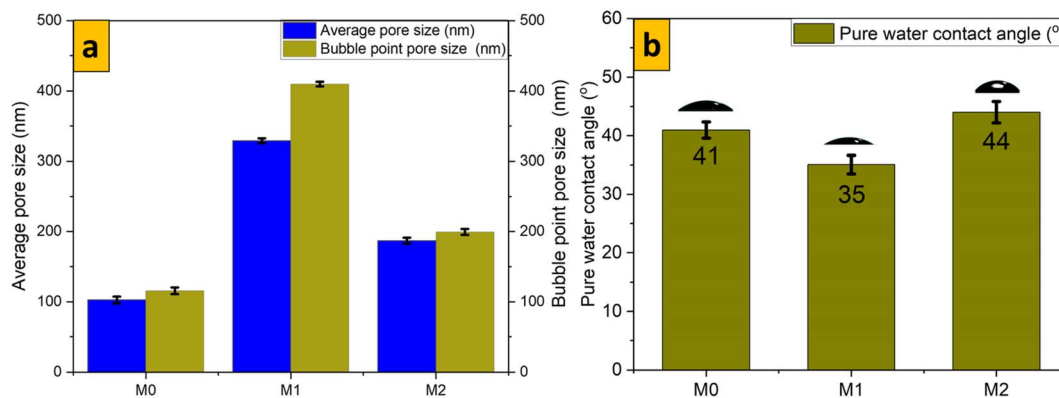 a
Average pore size (nm)
Bubble point pore size (nm)
500
400
300
200
100
0
Average pore size (nm)
500
400
300
200
100
0
Bubble point pore size (nm)
M0
M1
M2
b
Pure water contact angle (º
60
50
40
30
20
10
0
Pure water contact angle (º)
41
35
44
M0
M1
M2